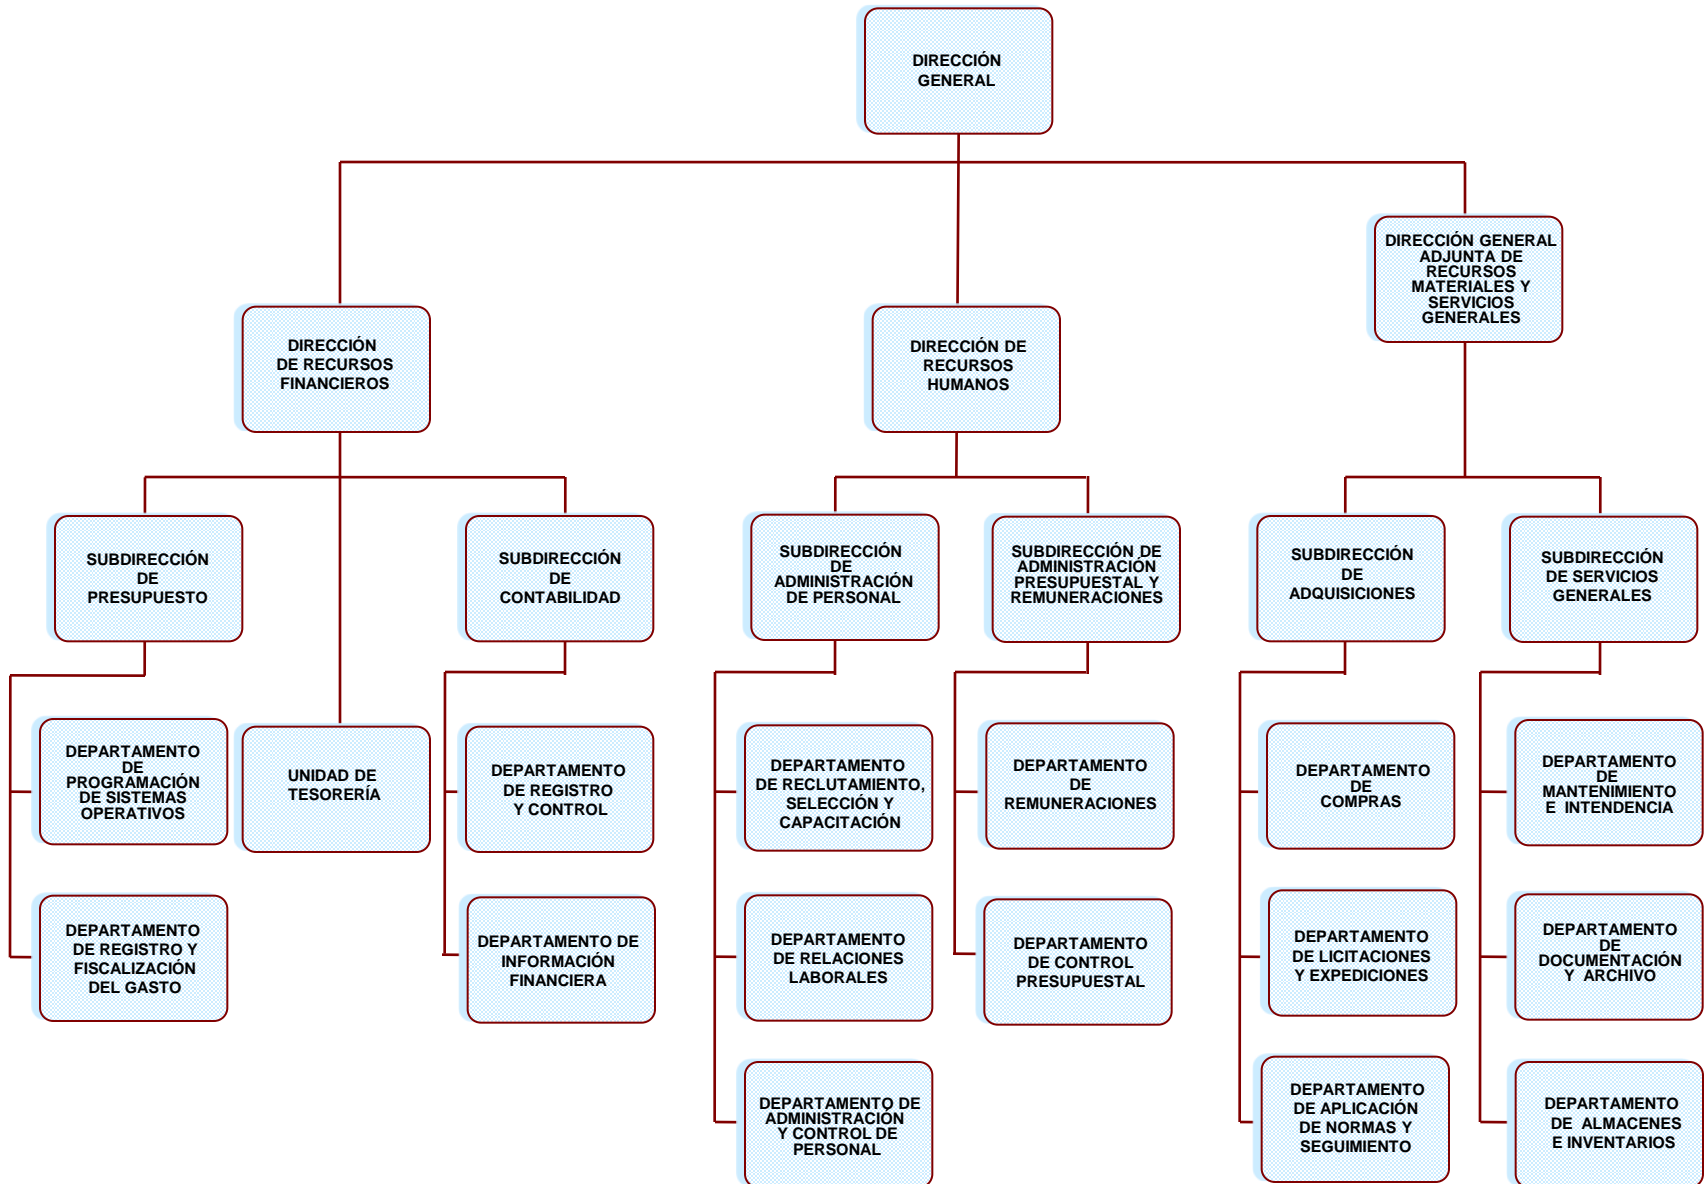 DIRECCIÓN
GENERAL
DIRECCIÓN GENERAL
ADJUNTA DE
RECURSOS
MATERIALES Y
SERVICIOS
GENERALES
DIRECCIÓN
DE RECURSOS
FINANCIEROS
DIRECCIÓN DE
RECURSOS
HUMANOS
SUBDIRECCIÓN
DE
PRESUPUESTO
SUBDIRECCIÓN
DE
CONTABILIDAD
SUBDIRECCIÓN
DE
ADMINISTRACIÓN
DE PERSONAL
SUBDIRECCIÓN DE
ADMINISTRACIÓN
PRESUPUESTAL Y
REMUNERACIONES
SUBDIRECCIÓN
DE
ADQUISICIONES
SUBDIRECCIÓN
DE SERVICIOS
GENERALES
DEPARTAMENTO
DE
PROGRAMACIÓN
DE SISTEMAS
OPERATIVOS
UNIDAD DE
TESORERÍA
DEPARTAMENTO
DE REGISTRO
Y CONTROL
DEPARTAMENTO
DE RECLUTAMIENTO,
SELECCIÓN Y
CAPACITACIÓN
DEPARTAMENTO
DE
REMUNERACIONES
DEPARTAMENTO
DE
COMPRAS
DEPARTAMENTO
DE
MANTENIMIENTO
E INTENDENCIA
DEPARTAMENTO
DE REGISTRO Y
FISCALIZACIÓN
DEL GASTO
DEPARTAMENTO DE
INFORMACIÓN
FINANCIERA
DEPARTAMENTO
DE RELACIONES
LABORALES
DEPARTAMENTO
DE CONTROL
PRESUPUESTAL
DEPARTAMENTO
DE LICITACIONES
Y EXPEDICIONES
DEPARTAMENTO
DE
DOCUMENTACIÓN
Y ARCHIVO
DEPARTAMENTO DE
ADMINISTRACIÓN
Y CONTROL DE
PERSONAL
DEPARTAMENTO
DE APLICACIÓN
DE NORMAS Y
SEGUIMIENTO
DEPARTAMENTO
DE ALMACENES
E INVENTARIOS